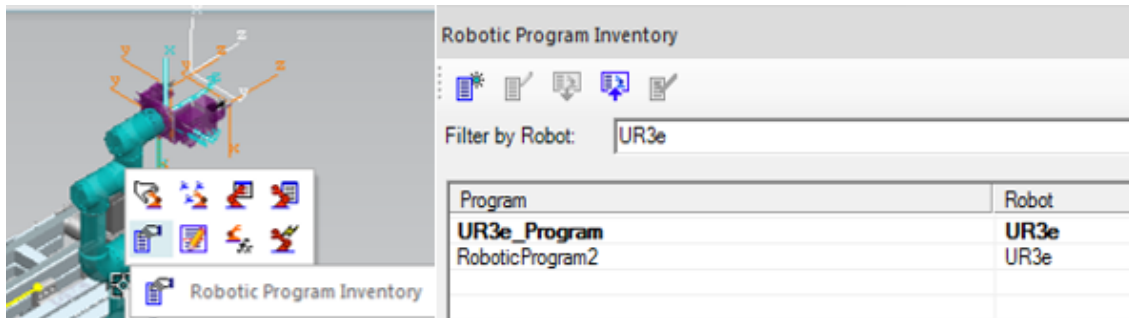 Robotic Program Inventory
Robotic Program Inventory
Filter by Robot: UR3e
Program Robot
UR3e_Program UR3e
RoboticProgram2 UR3e